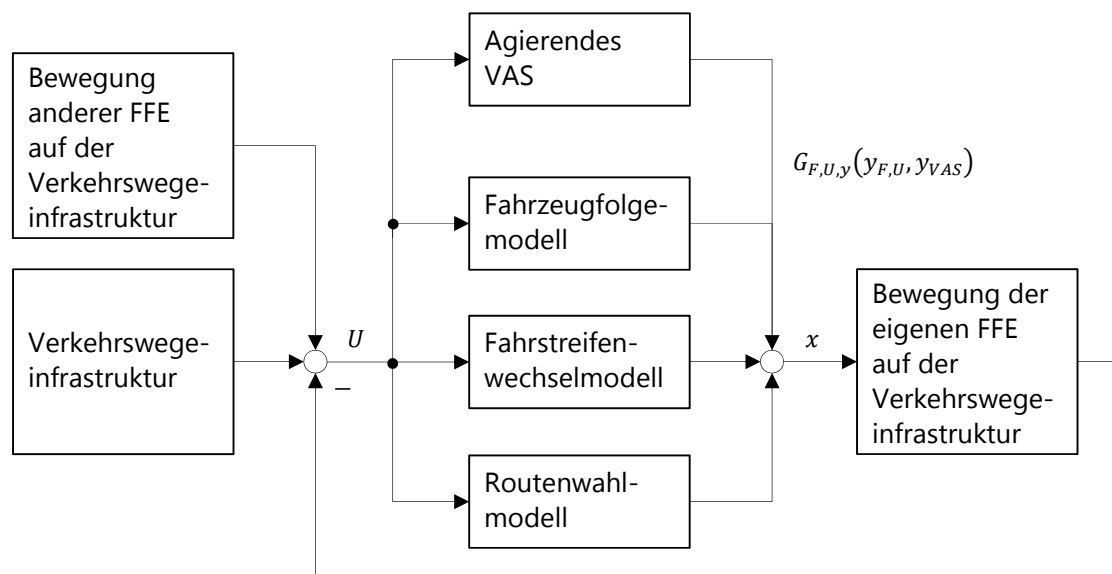 Bewegung
anderer FFE
auf der
Verkehrswege-
infrastruktur
Verkehrswege-
infrastruktur
U
−
Agierendes
VAS
Fahrzeugfolge-
modell
Fahrstreifen-
wechselmodell
Routenwahl-
modell
G_{F,U,y}(y_{F,U}, y_{VAS})
x
Bewegung der
eigenen FFE
auf der
Verkehrswege-
infrastruktur